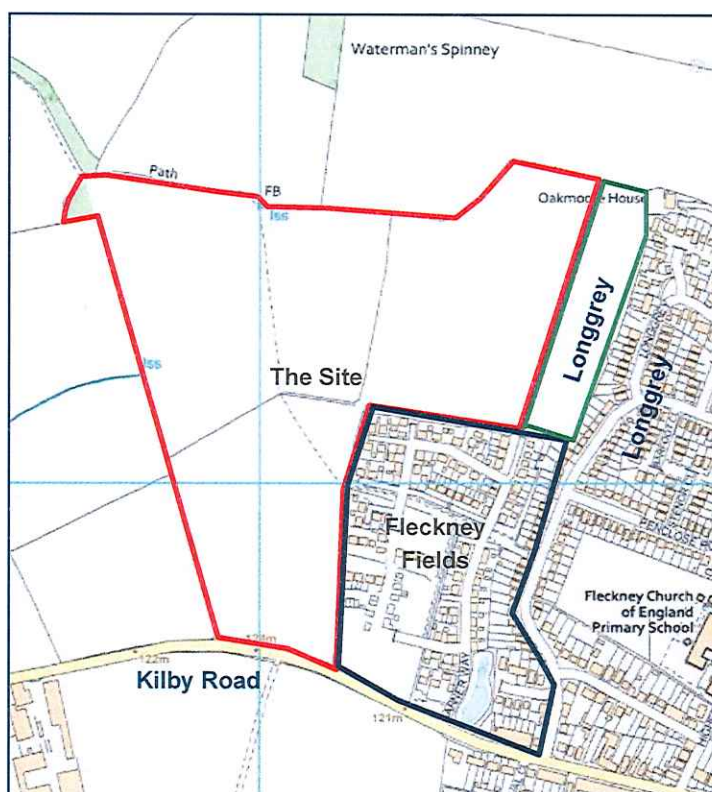 Waterman's Spinney
Path
FB
Iss
Oakmoore House
Longgrey
Longgrey
Iss
The Site
Fleckney
Fields
Fleckney Church
of England
Primary School
Kilby Road
122m
121m